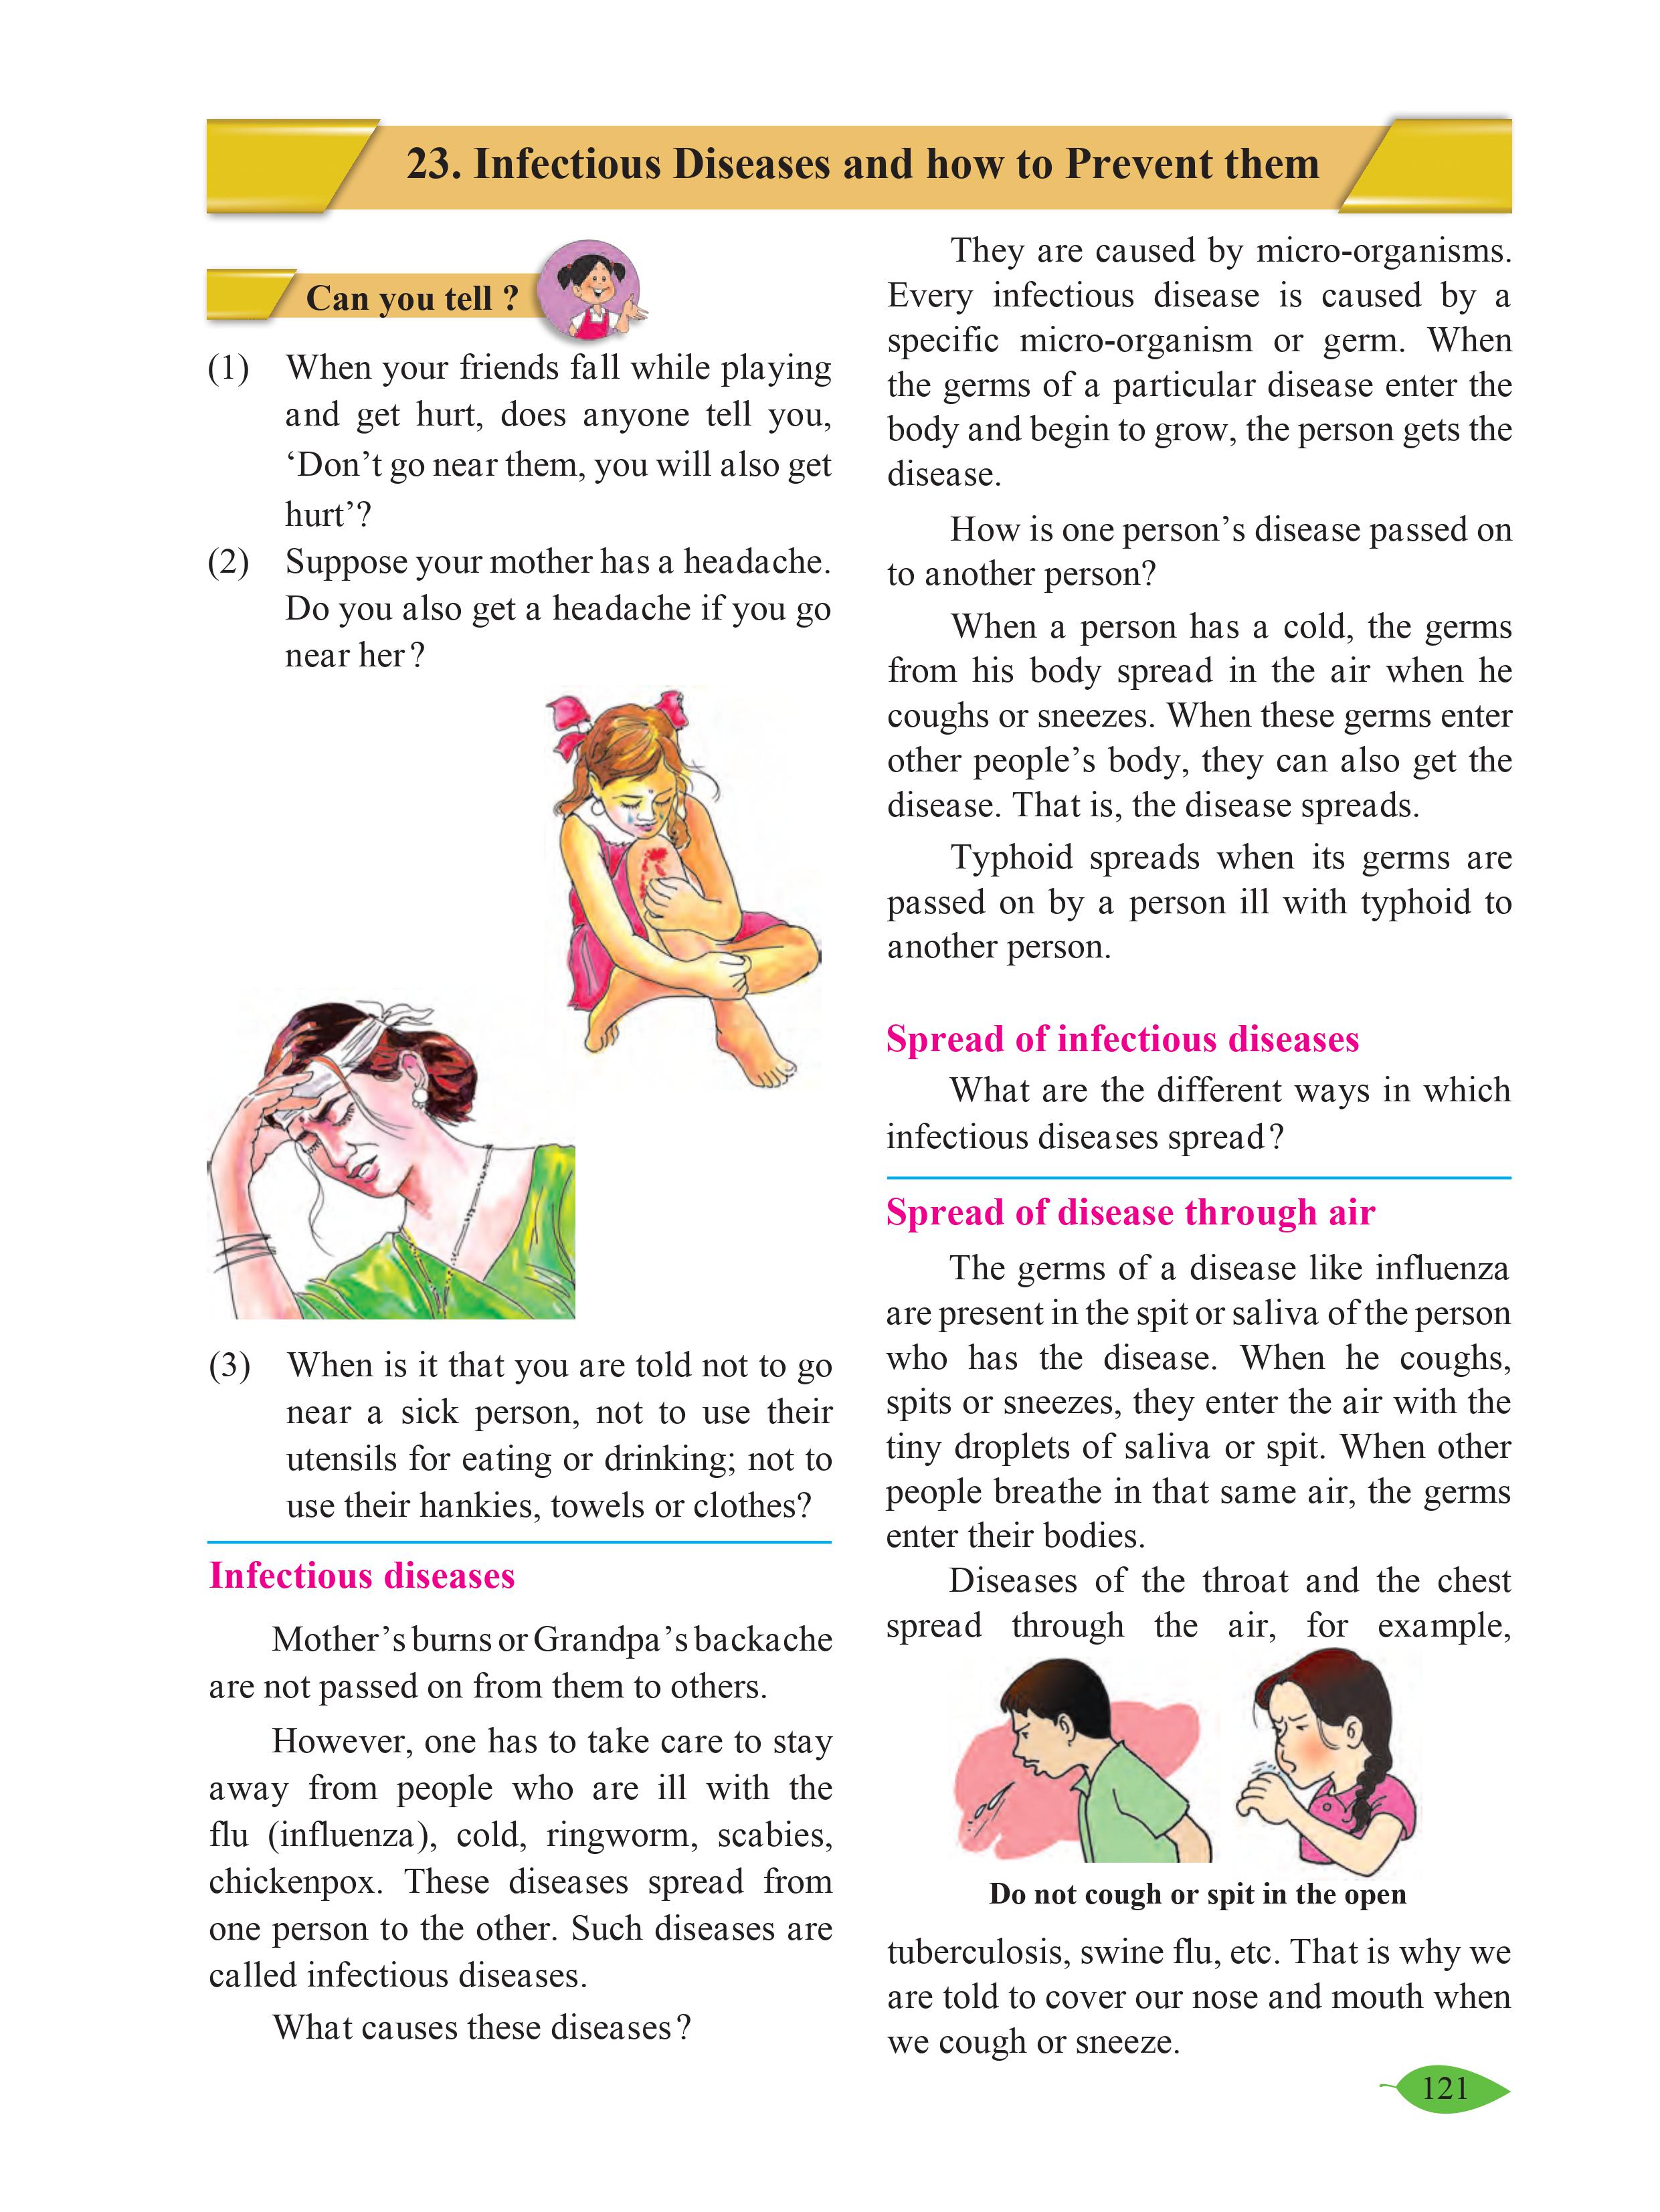 23. Infectious Diseases and how to Prevent them
Can you tell ?
(1) When your friends fall while playing
and get hurt, does anyone tell you,
‘Don’t go near them, you will also get
hurt’?
(2) Suppose your mother has a headache.
Do you also get a headache if you go
near her?
(3) When is it that you are told not to go
near a sick person, not to use their
utensils for eating or drinking; not to
use their hankies, towels or clothes?
Infectious diseases
Mother’s burns or Grandpa’s backache
are not passed on from them to others.
However, one has to take care to stay
away from people who are ill with the
flu (influenza), cold, ringworm, scabies,
chickenpox. These diseases spread from
one person to the other. Such diseases are
called infectious diseases.
What causes these diseases?
They are caused by micro-organisms.
Every infectious disease is caused by a
specific micro-organism or germ. When
the germs of a particular disease enter the
body and begin to grow, the person gets the
disease.
How is one person’s disease passed on
to another person?
When a person has a cold, the germs
from his body spread in the air when he
coughs or sneezes. When these germs enter
other people’s body, they can also get the
disease. That is, the disease spreads.
Typhoid spreads when its germs are
passed on by a person ill with typhoid to
another person.
Spread of infectious diseases
What are the different ways in which
infectious diseases spread?
Spread of disease through air
The germs of a disease like influenza
are present in the spit or saliva of the person
who has the disease. When he coughs,
spits or sneezes, they enter the air with the
tiny droplets of saliva or spit. When other
people breathe in that same air, the germs
enter their bodies.
Diseases of the throat and the chest
spread through the air, for example,
Do not cough or spit in the open
tuberculosis, swine flu, etc. That is why we
are told to cover our nose and mouth when
we cough or sneeze.
121